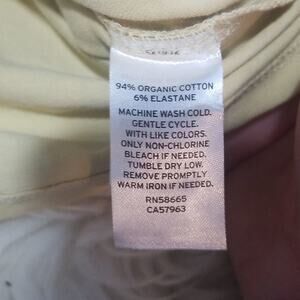 94% ORGANIC COTTON
6% ELASTANE
MACHINE WASH COLD.
GENTLE CYCLE.
WITH LIKE COLORS.
ONLY NON-CHLORINE
BLEACH IF NEEDED.
TUMBLE DRY LOW.
REMOVE PROMPTLY
WARM IRON IF NEEDED.
RN58665
CA57963